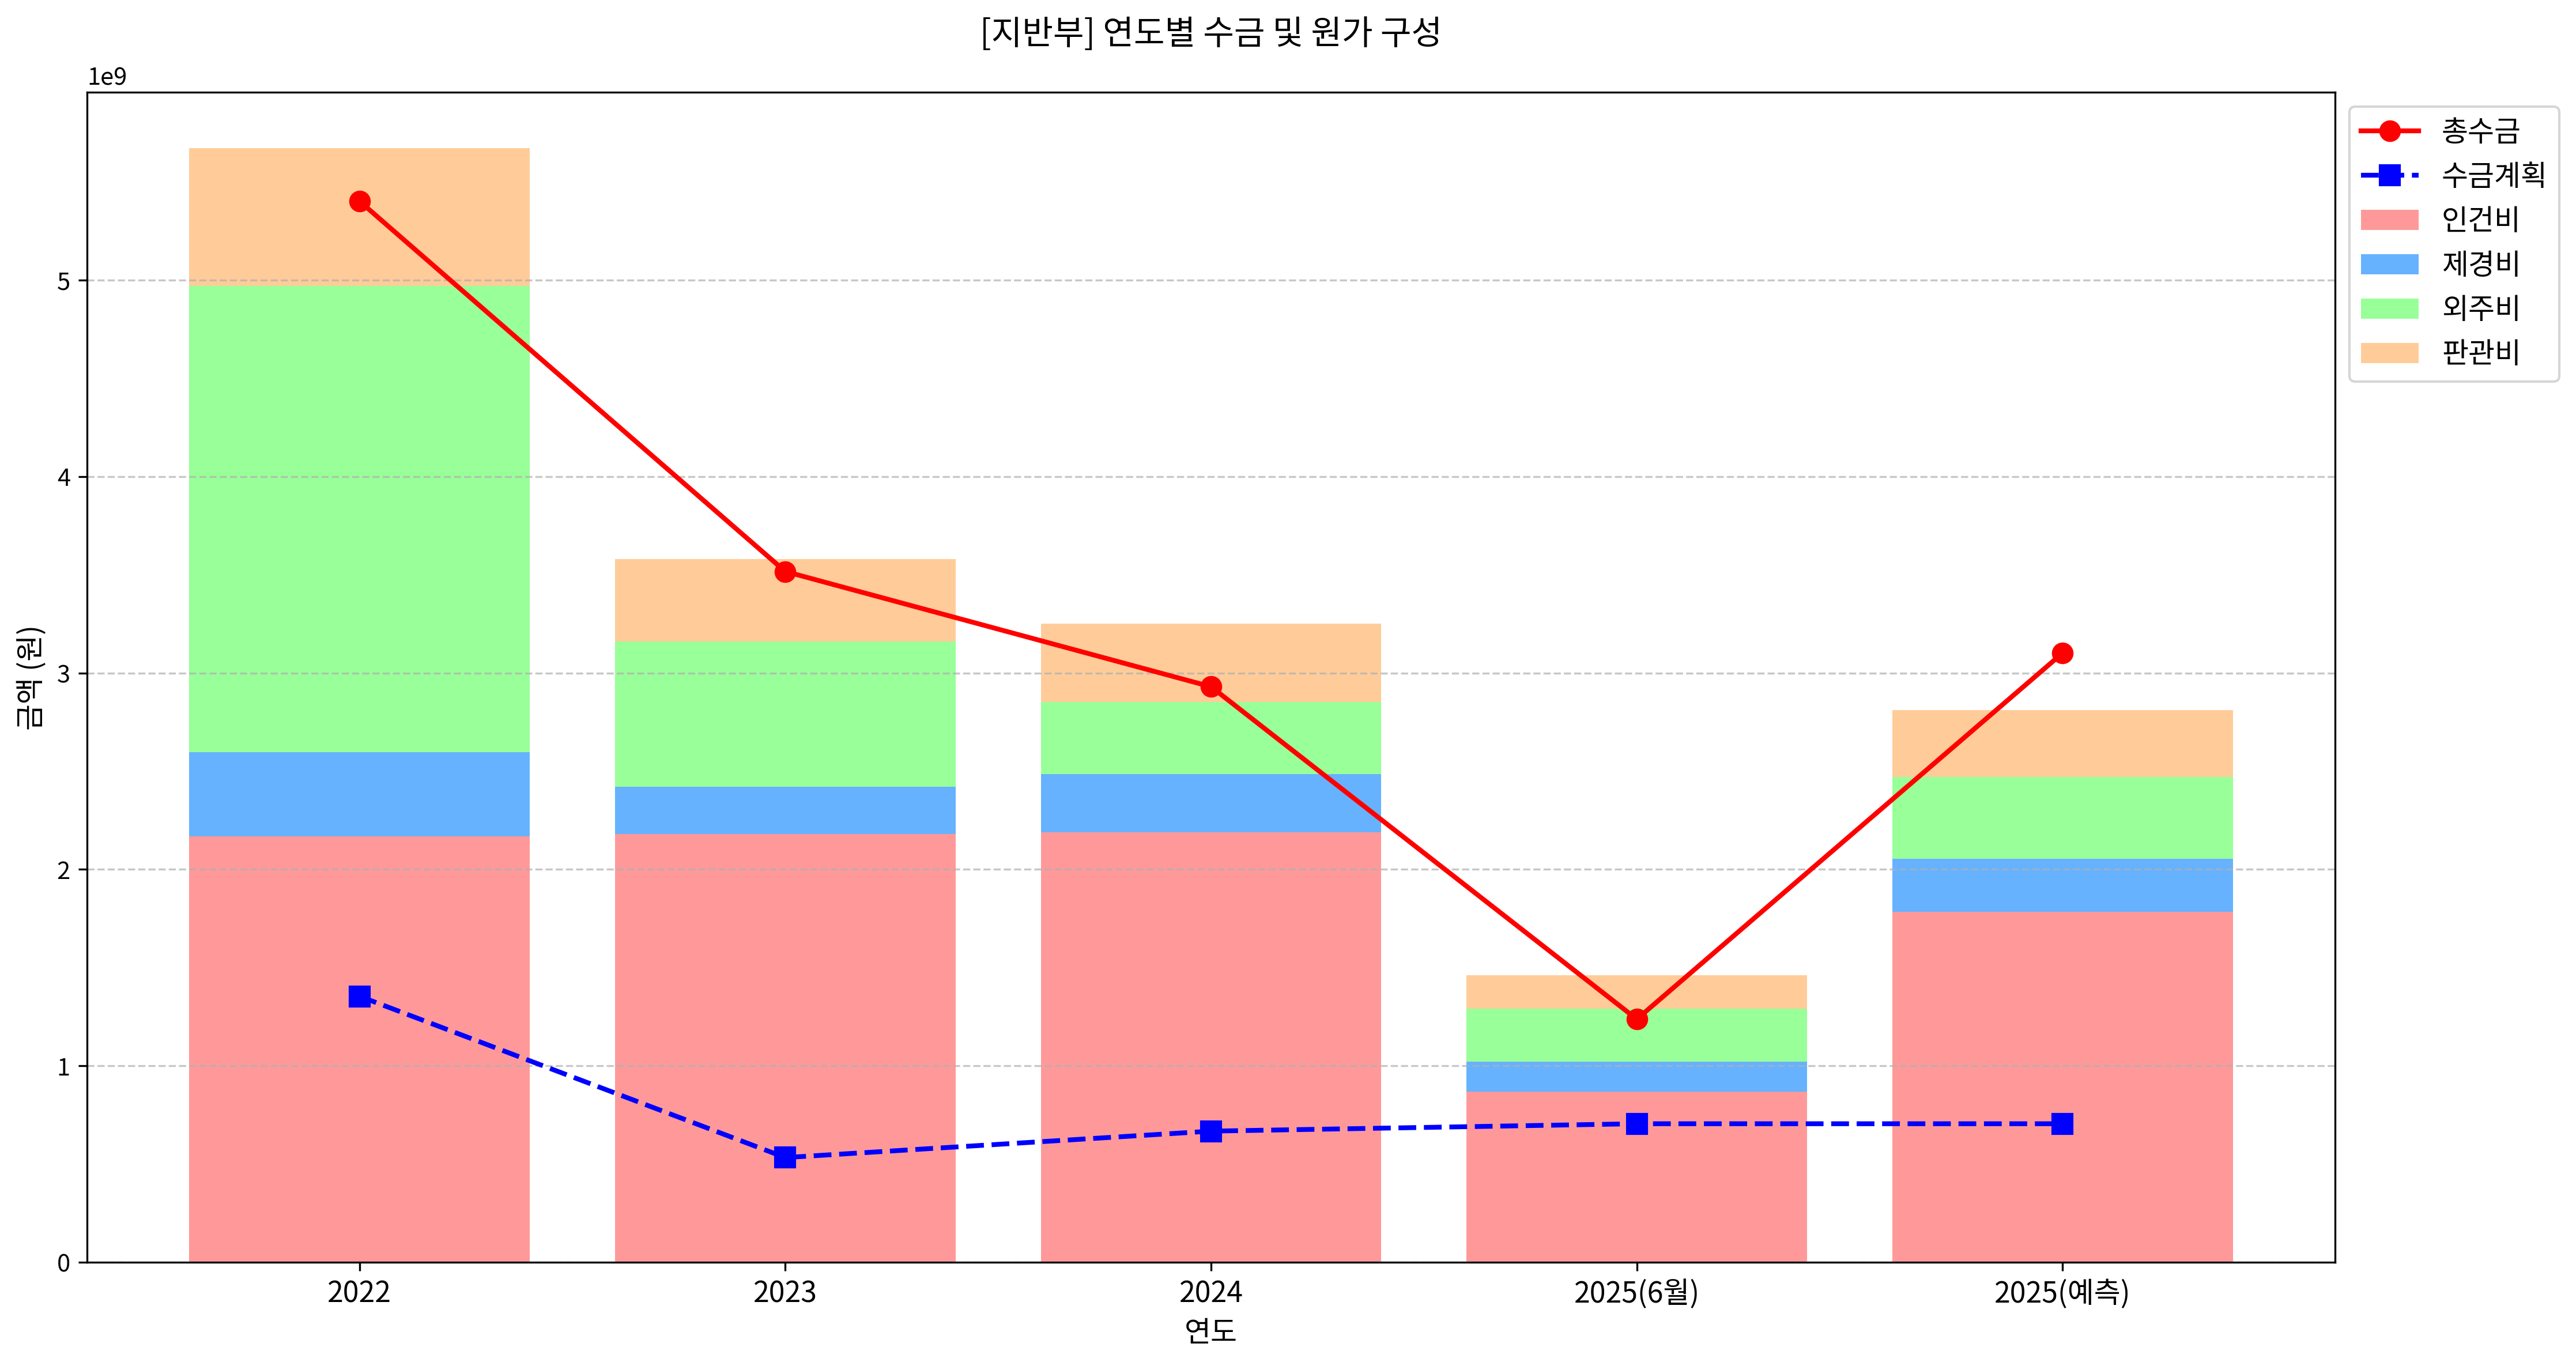 [지반부] 연도별 수금 및 원가 구성
1e9
총수금
수금계획
인건비
제경비
외주비
판관비
5
4
3
2
1
0
금액 (원)
2022
2023
2024
2025(6월)
2025(예측)
연도